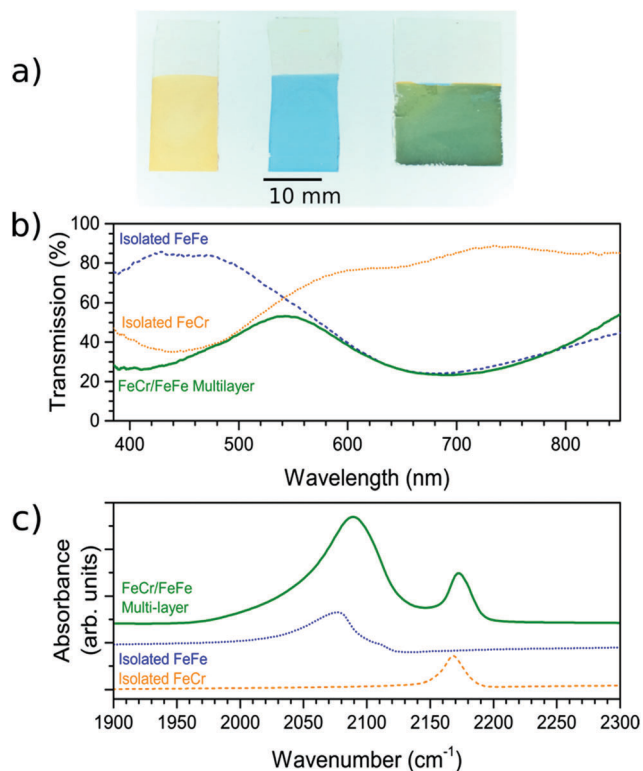 a)
10 mm
b)
Transmission (%)
100
80
60
40
20
0
Isolated FeFe
Isolated FeCr
FeCr/FeFe Multilayer
400
500
600
700
800
Wavelength (nm)
c)
Absorbance
(arb. units)
FeCr/FeFe
Multi-layer
Isolated FeFe
Isolated FeCr
1900
1950
2000
2050
2100
2150
2200
2250
2300
Wavenumber (cm⁻¹)